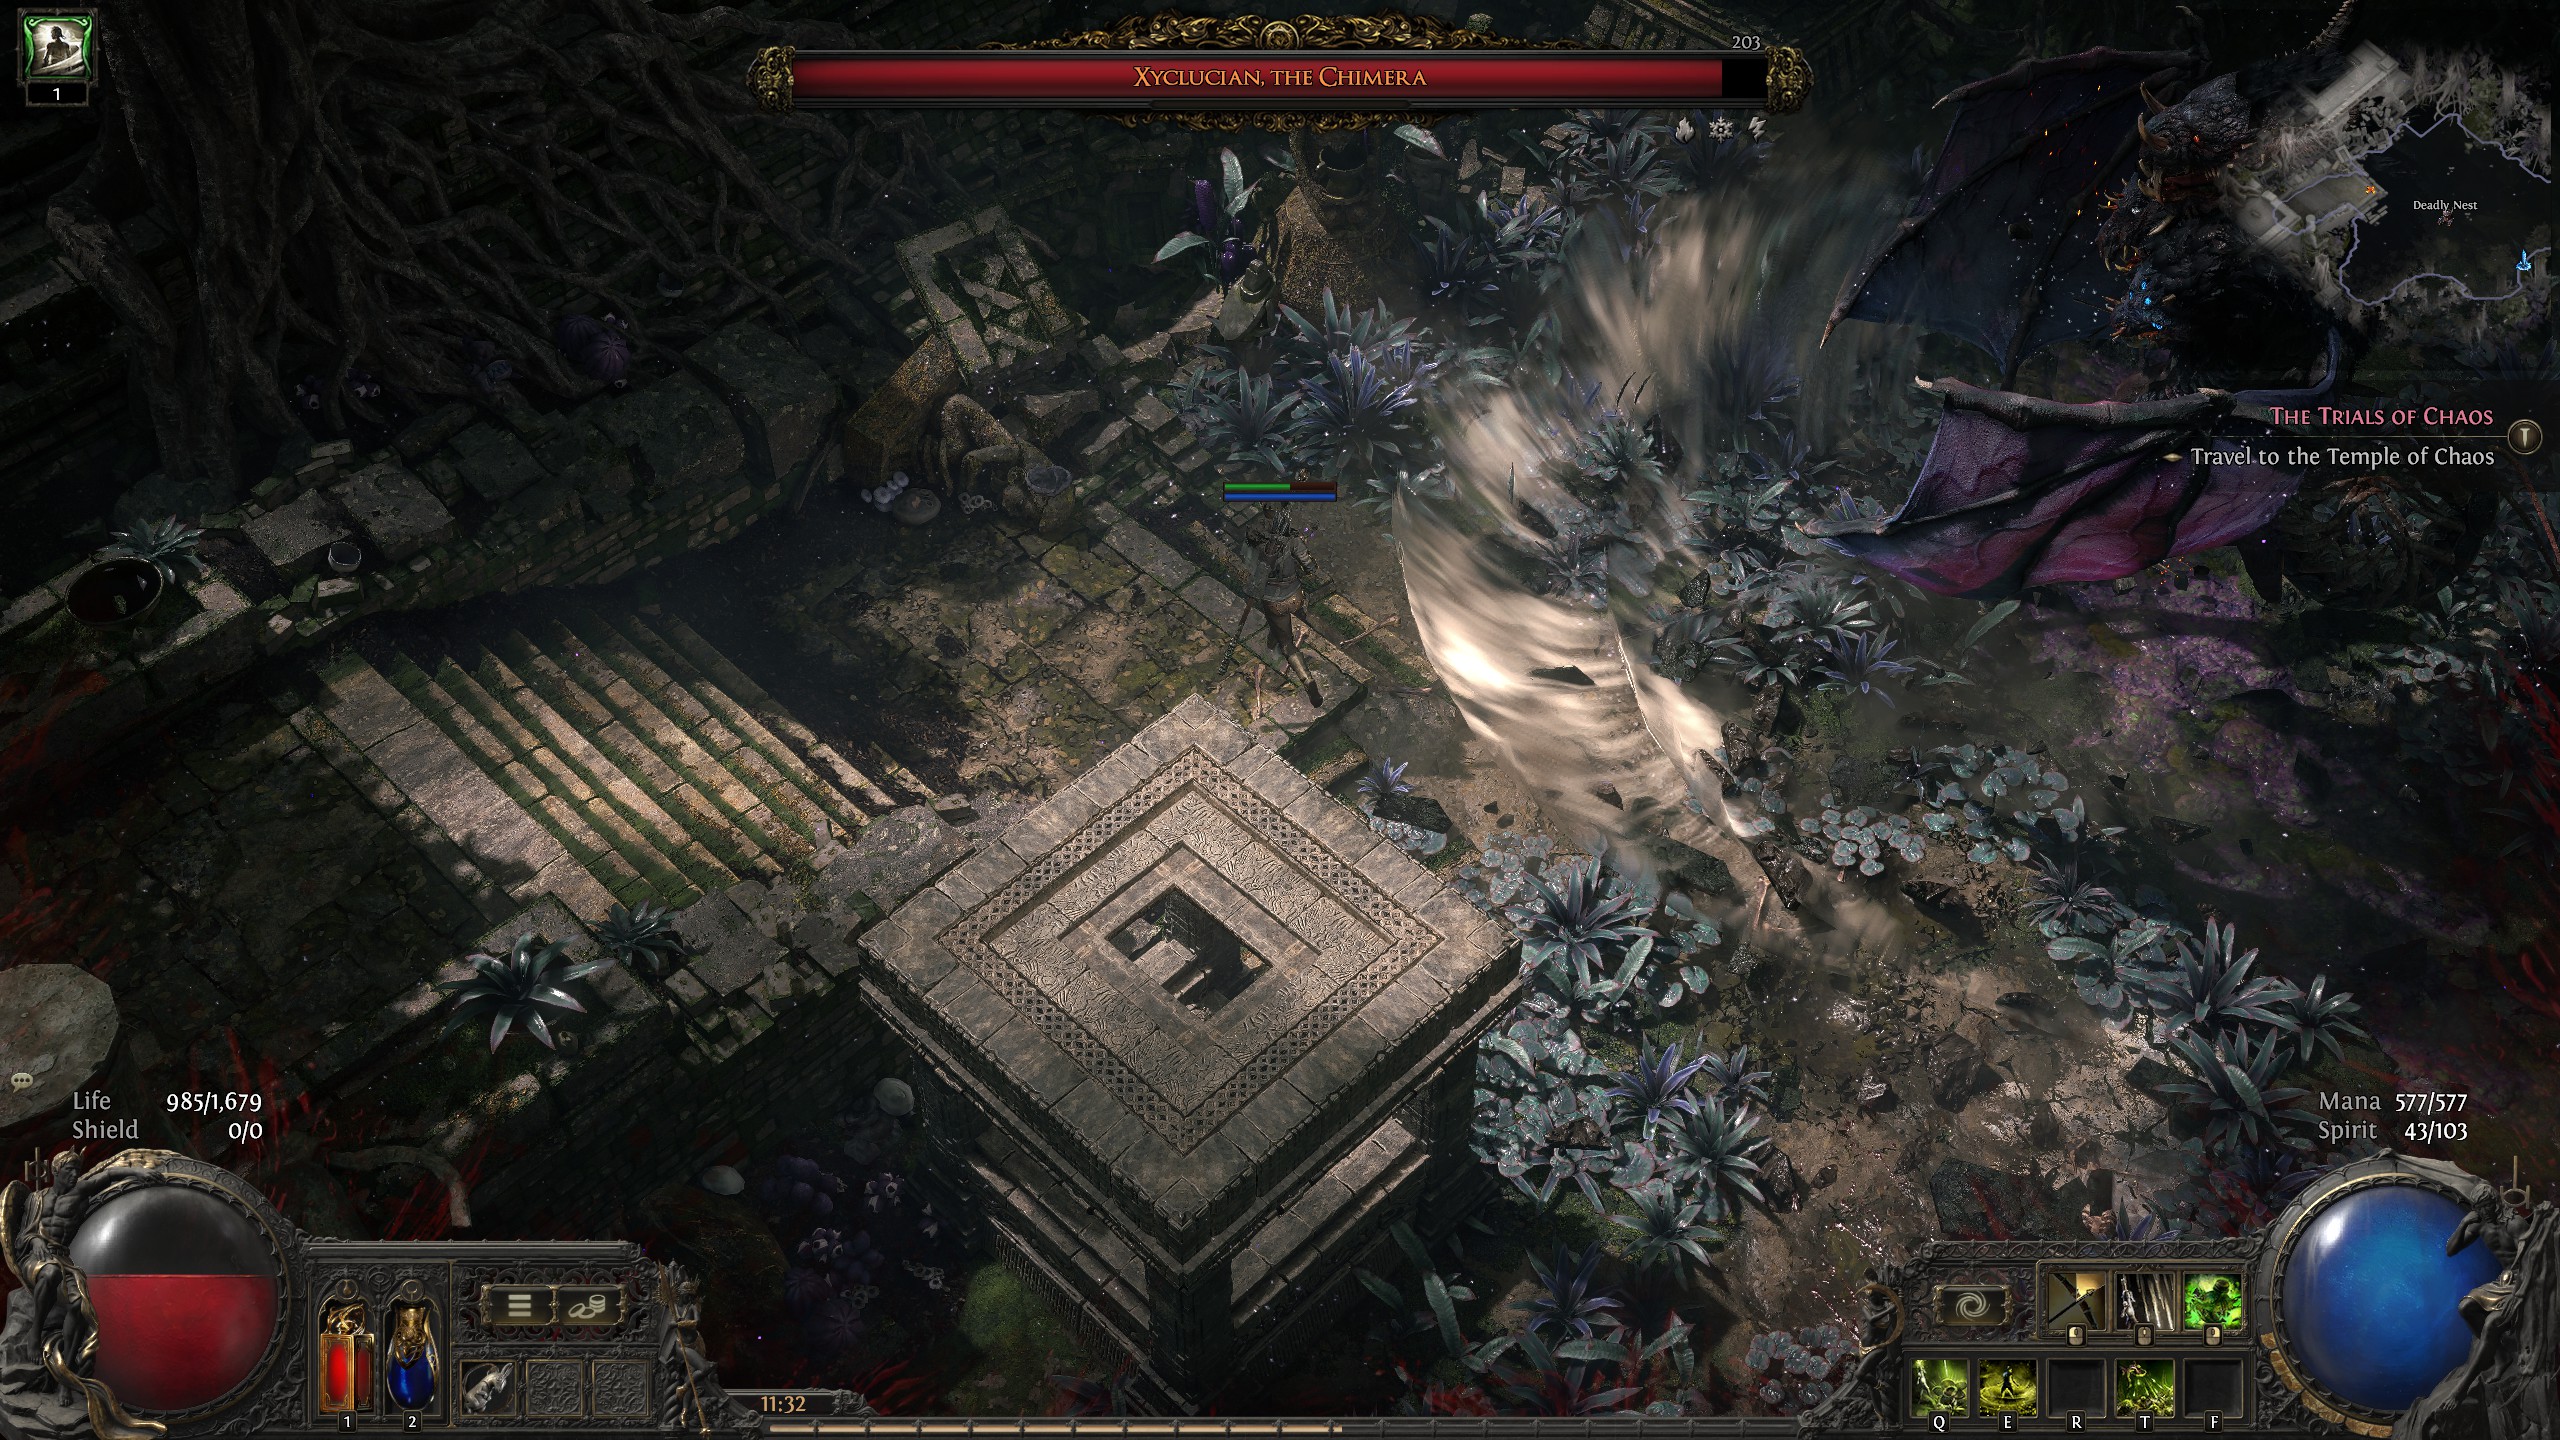 203
Xyclucian, the Chimera
1
Deadly Nest
The Trials of Chaos
Travel to the Temple of Chaos
Life 985/1,679
Shield 0/0
Mana 577/577
Spirit 43/103
1 2
11:32
Q E R T F